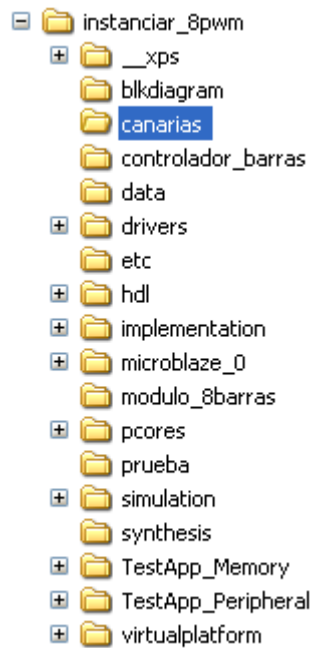 instanciar_8pwm
__xps
blkdiagram
canarias
controlador_barras
data
drivers
etc
hdl
implementation
microblaze_0
modulo_8barras
pcores
prueba
simulation
synthesis
TestApp_Memory
TestApp_Peripheral
virtualplatform